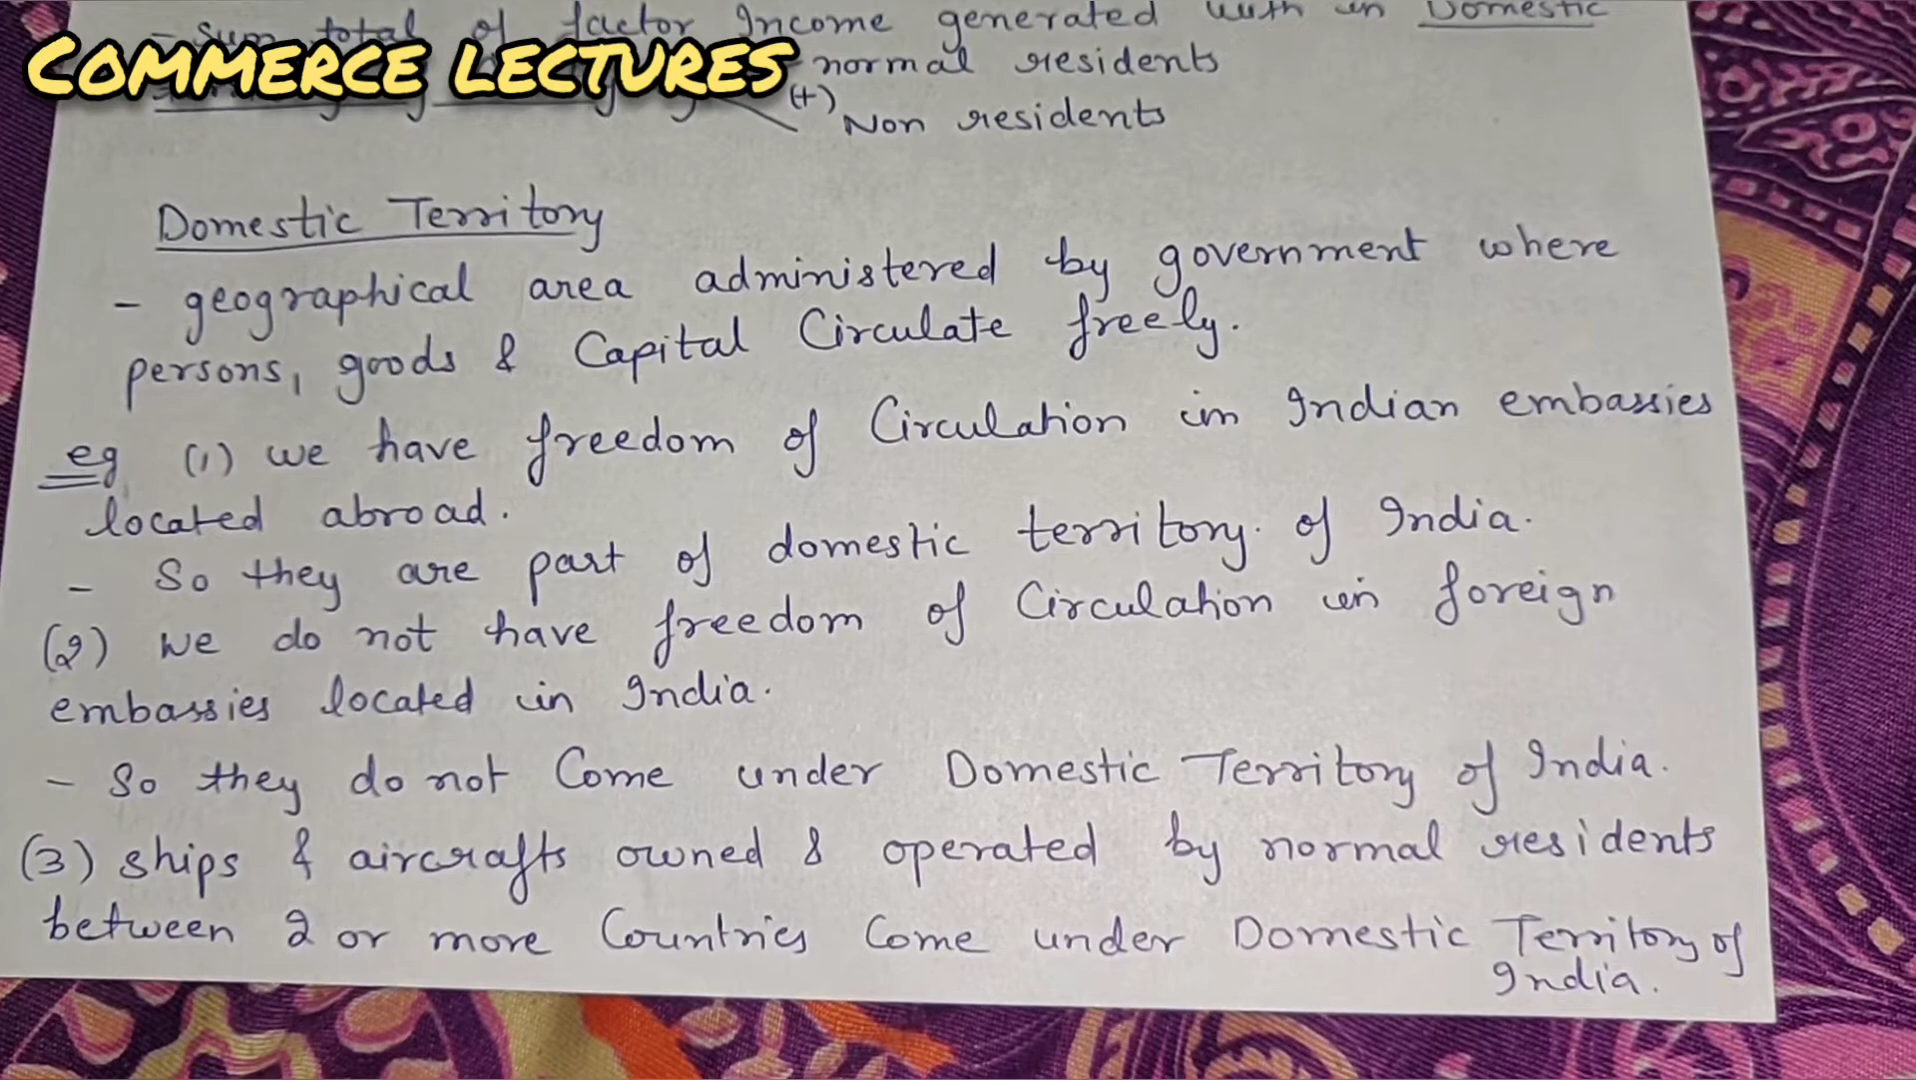 - Sum total of factor Income generated with in Domestic
COMMERCE LECTURES
normal residents
(+) Non residents
Domestic Territory
- geographical area administered by government where
persons, goods & Capital Circulate freely.
eg (1) we have freedom of Circulation in Indian embassies
located abroad.
- So they are part of domestic territory. of India.
(2) we do not have freedom of Circulation in foreign
embassies located in India.
- So they do not Come under Domestic Territory of India.
(3) ships & aircrafts owned & operated by normal residents
between 2 or more Countries Come under Domestic Territory of
India.